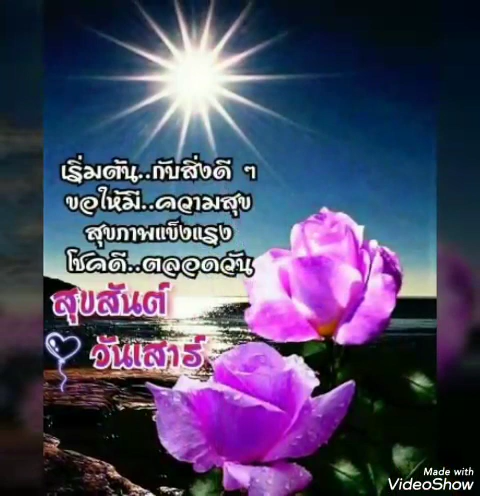 เริ่มต้น..กับสิ่งดี ๆ
ขอให้มี..ความสุข
สุขภาพแข็งแรง
โชคดี..ตลอดวัน
สุขสันต์
วันเสาร์
Made with
VideoShow